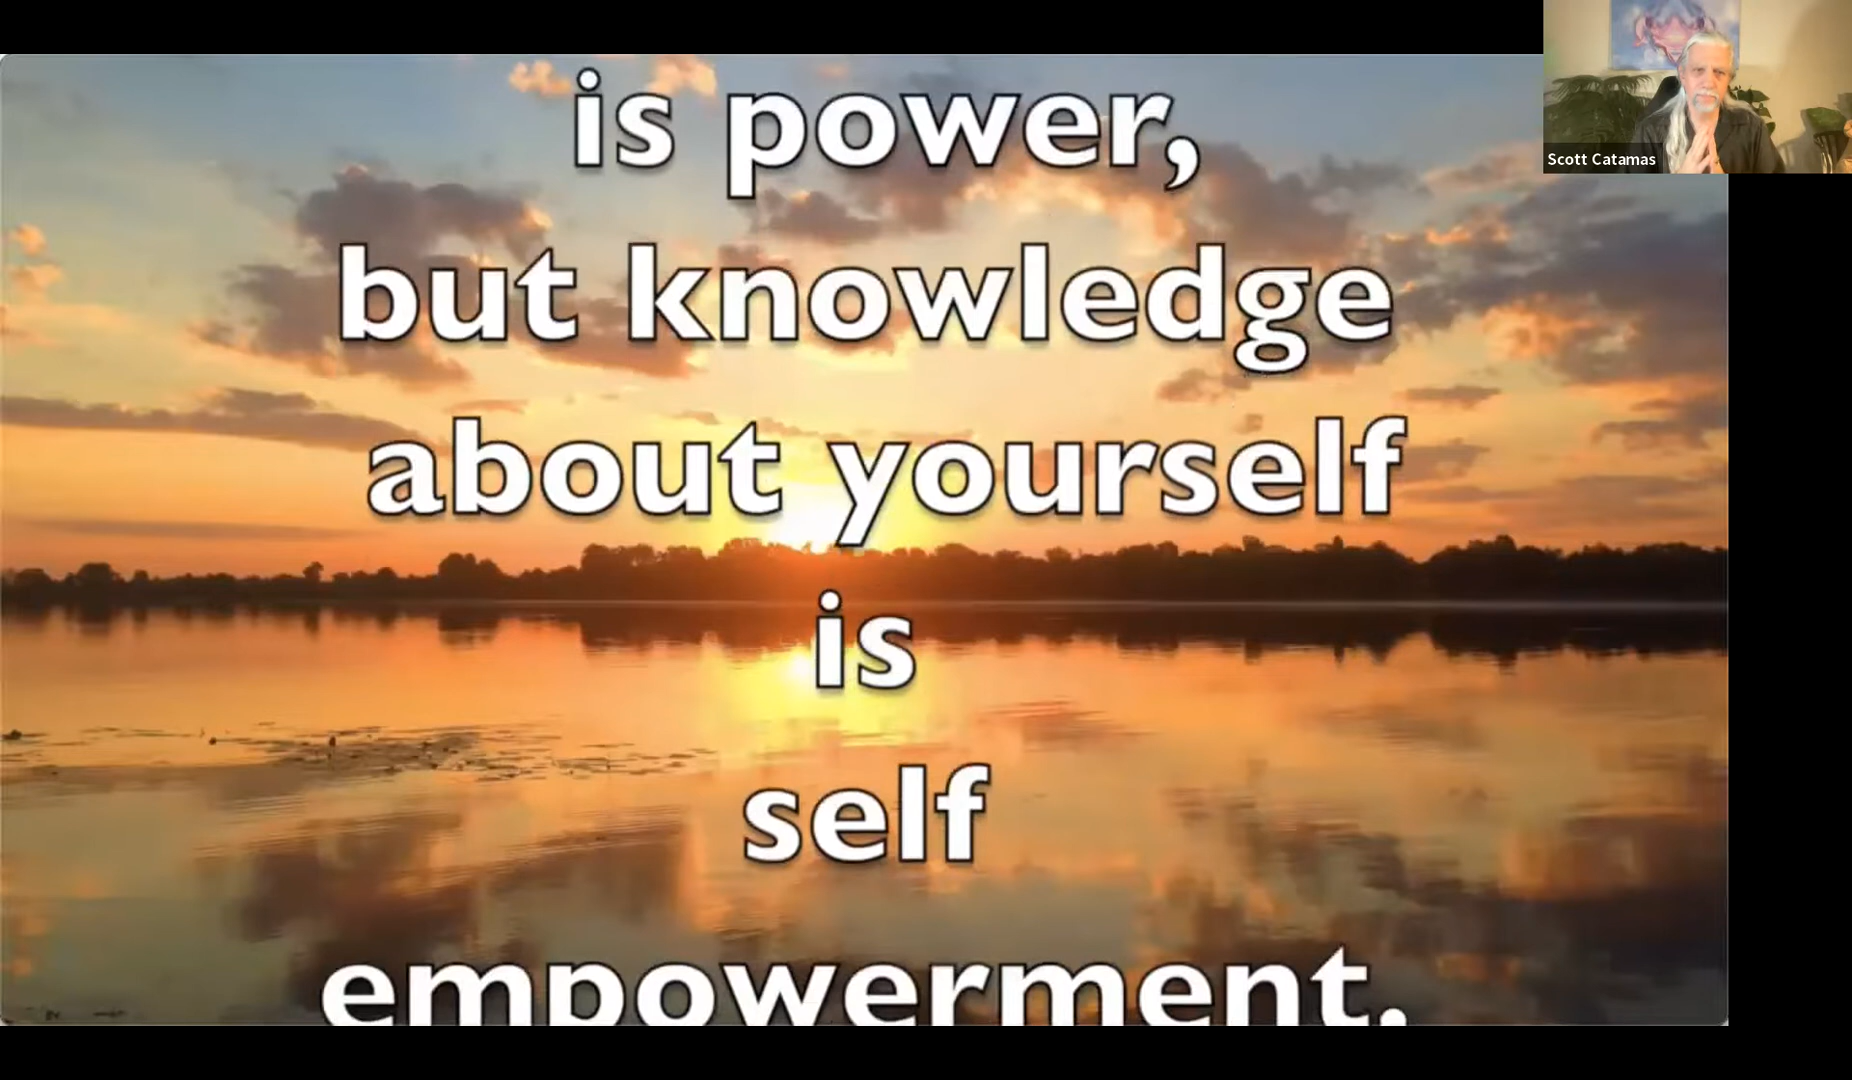 is power,
but knowledge
about yourself
is
self
empowerment.
Scott Catamas